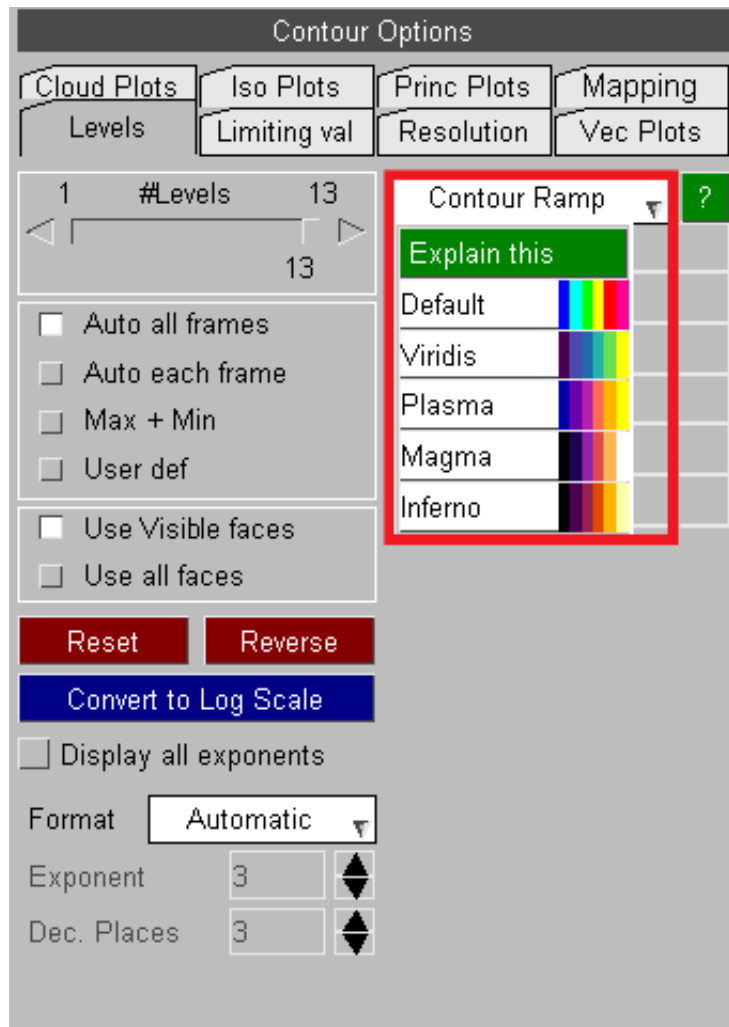 Contour Options
Cloud Plots Iso Plots Princ Plots Mapping
Levels Limiting val Resolution Vec Plots
1 #Levels 13
13
Auto all frames
Auto each frame
Max + Min
User def
Use Visible faces
Use all faces
Reset Reverse
Convert to Log Scale
Display all exponents
Format Automatic
Exponent 3
Dec. Places 3
Contour Ramp ?
Explain this
Default
Viridis
Plasma
Magma
Inferno